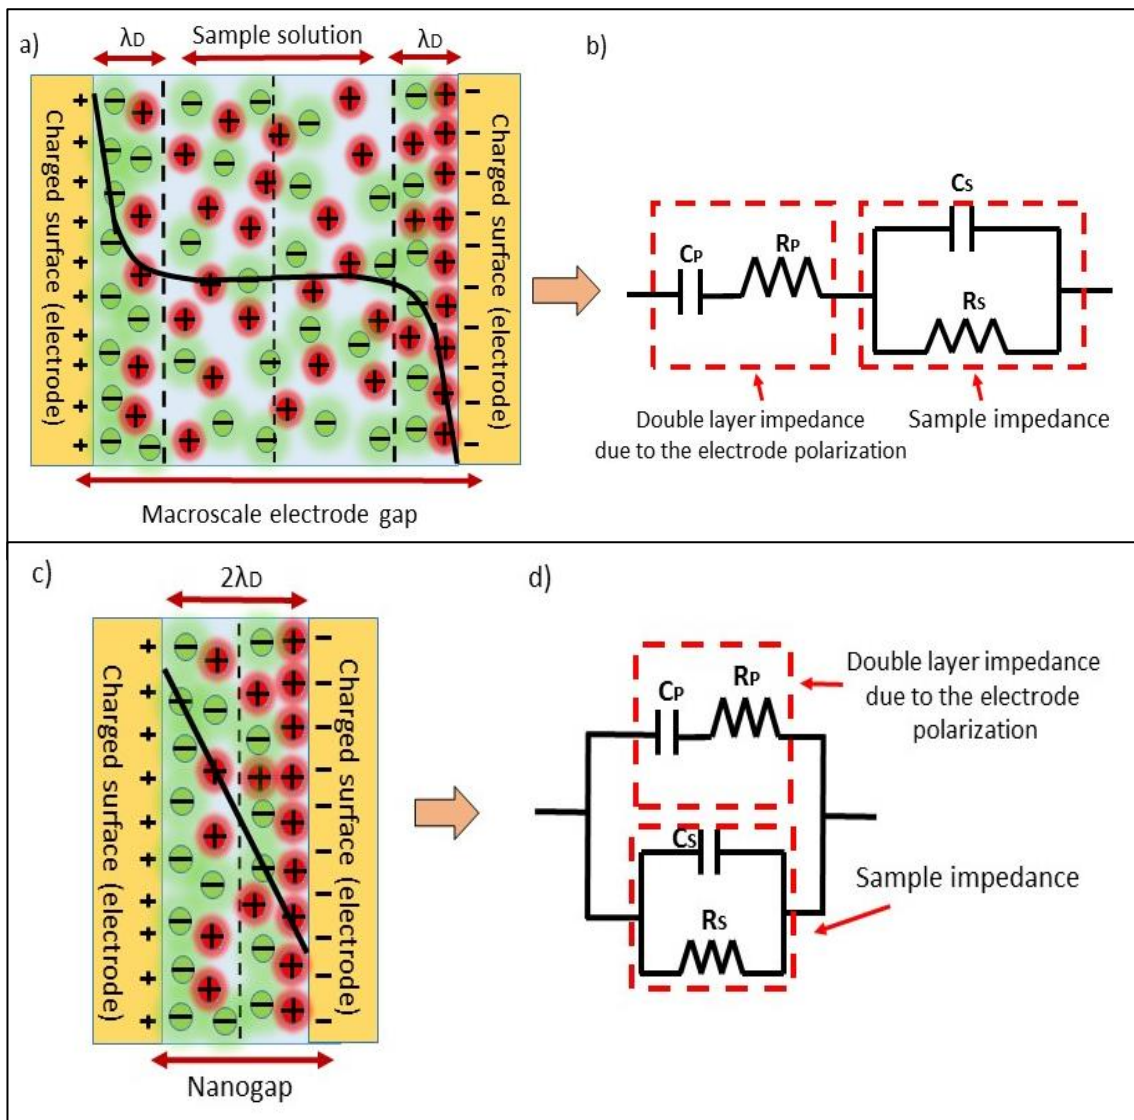 a)
λD
Sample solution
λD
Charged surface (electrode)
Charged surface (electrode)
Macroscale electrode gap
b)
CP
RP
CS
RS
Double layer impedance
due to the electrode polarization
Sample impedance
c)
2λD
Charged surface (electrode)
Charged surface (electrode)
Nanogap
d)
CP
RP
Double layer impedance
due to the electrode
polarization
CS
RS
Sample impedance